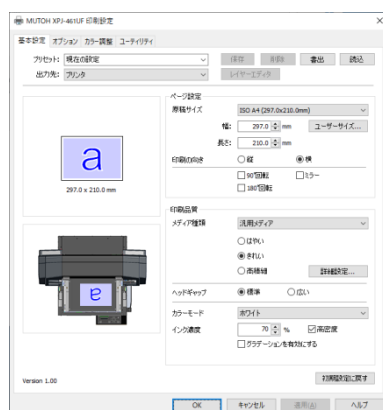 MUTOH XPJ-461UF 印刷設定
基本設定 オプション カラー調整 ユーティリティ
プリセット: 現在の設定 保存 削除 書出 読込
出力先: プリンタ レイヤーエディタ
ページ設定
原稿サイズ ISO A4 (297.0x210.0mm)
幅: 297.0 mm ユーザーサイズ...
長さ: 210.0 mm
印刷の向き 縦 横
90°回転 ミラー
180°回転
a
297.0 x 210.0 mm
印刷品質
メディア種類 汎用メディア
はやい
きれい
高精細 詳細設定...
ヘッドギャップ 標準 広い
a
カラーモード ホワイト
インク濃度 70 % 高密度
グラデーションを有効にする
Version 1.00 初期設定に戻す
OK キャンセル 適用(A) ヘルプ